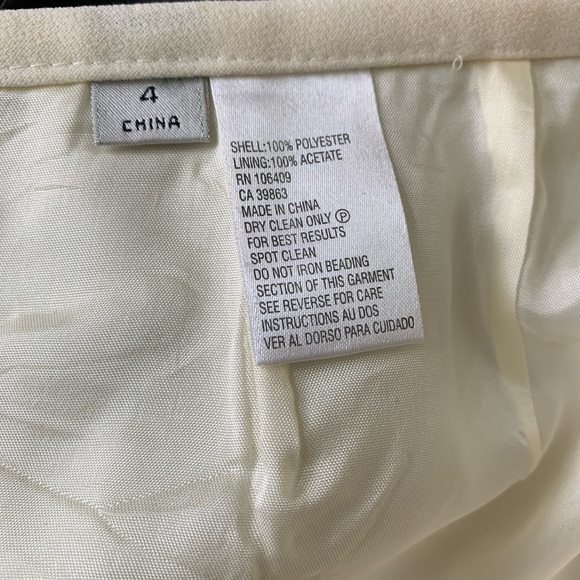 4
CHINA
SHELL:100% POLYESTER
LINING:100% ACETATE
RN 106409
CA 39863
MADE IN CHINA
DRY CLEAN ONLY Ⓟ
FOR BEST RESULTS
SPOT CLEAN
DO NOT IRON BEADING
SECTION OF THIS GARMENT
SEE REVERSE FOR CARE
INSTRUCTIONS AU DOS
VER AL DORSO PARA CUIDADO